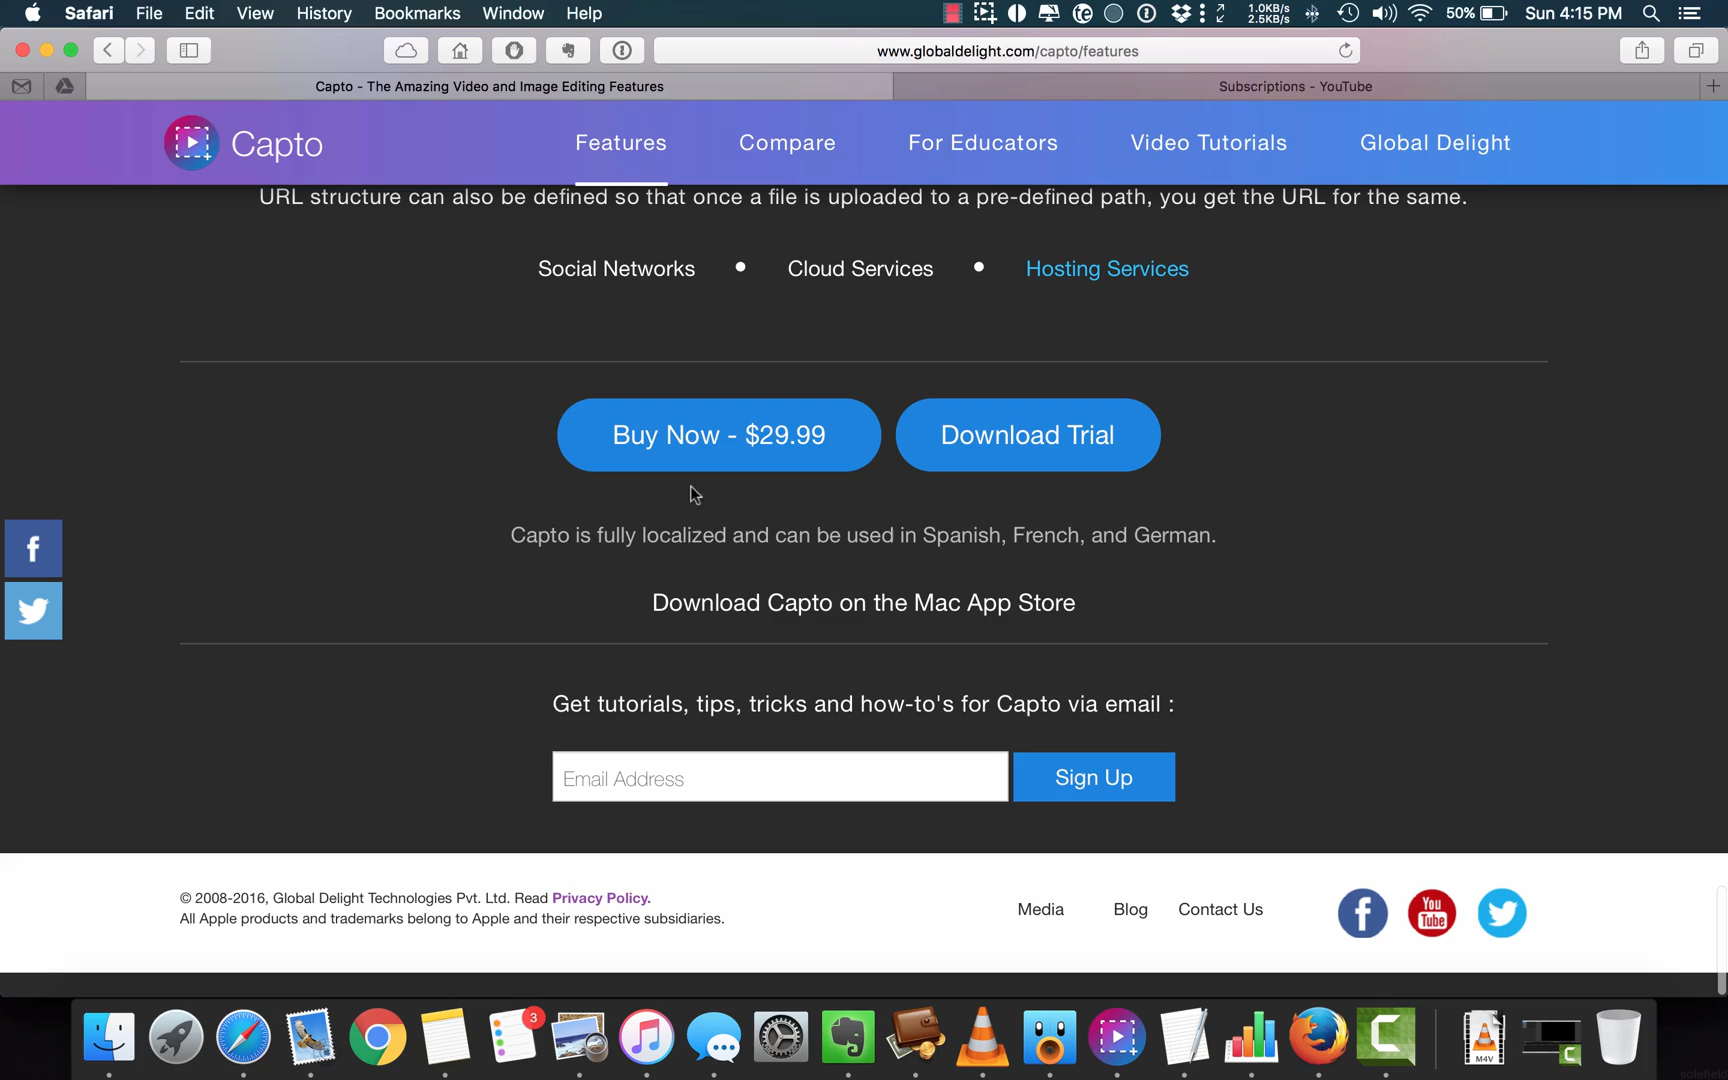 Safari File Edit View History Bookmarks Window Help 1.0KB/s 2.5KB/s 50% Sun 4:15 PM
www.globaldelight.com/capto/features
Capto - The Amazing Video and Image Editing Features Subscriptions - YouTube
Capto Features Compare For Educators Video Tutorials Global Delight
URL structure can also be defined so that once a file is uploaded to a pre-defined path, you get the URL for the same.
Social Networks • Cloud Services • Hosting Services
Buy Now - $29.99 Download Trial
Capto is fully localized and can be used in Spanish, French, and German.
Download Capto on the Mac App Store
Get tutorials, tips, tricks and how-to's for Capto via email :
Email Address Sign Up
© 2008-2016, Global Delight Technologies Pvt. Ltd. Read Privacy Policy.
All Apple products and trademarks belong to Apple and their respective subsidiaries.
Media Blog Contact Us
You Tube
3
M4V